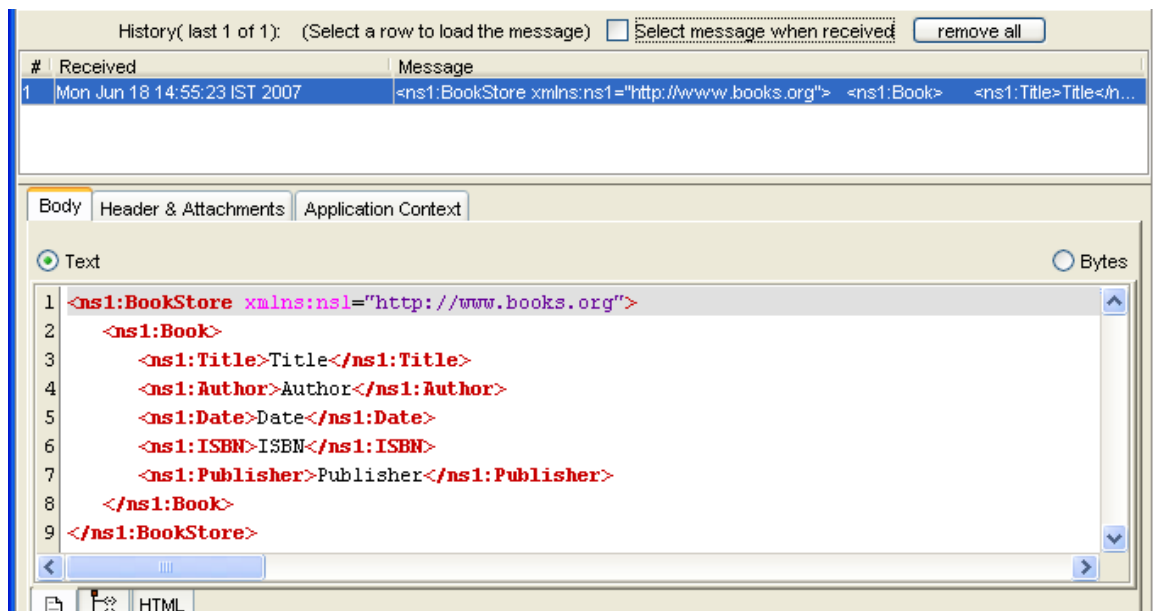 History( last 1 of 1): (Select a row to load the message) Select message when received remove all
# Received Message
1 Mon Jun 18 14:55:23 IST 2007 <ns1:BookStore xmlns:ns1="http://www.books.org"> <ns1:Book> <ns1:Title>Title</n...
Body Header & Attachments Application Context
Text Bytes
1 <ns1:BookStore xmlns:ns1="http://www.books.org">
2 <ns1:Book>
3 <ns1:Title>Title</ns1:Title>
4 <ns1:Author>Author</ns1:Author>
5 <ns1:Date>Date</ns1:Date>
6 <ns1:ISBN>ISBN</ns1:ISBN>
7 <ns1:Publisher>Publisher</ns1:Publisher>
8 </ns1:Book>
9 </ns1:BookStore>
HTML